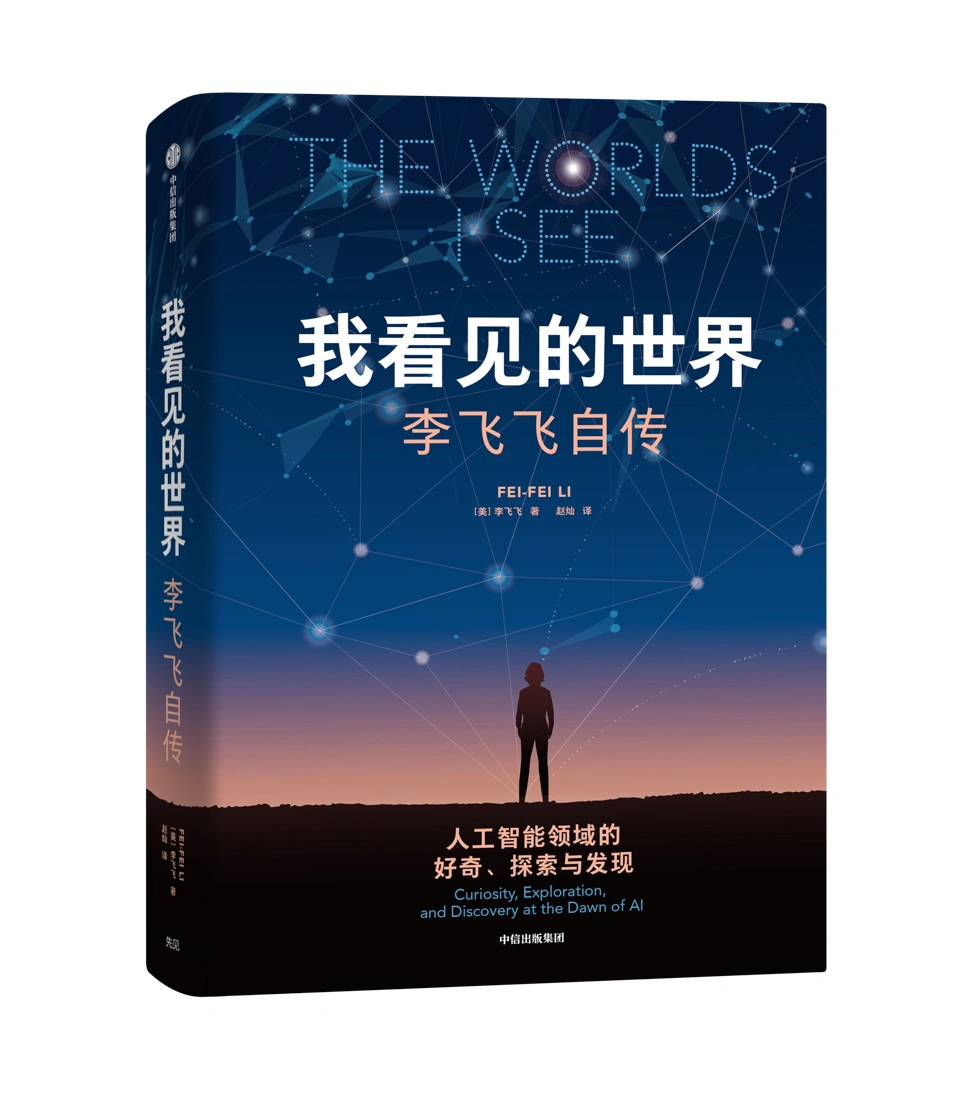 中信出版集团
我看见的世界
李飞飞自传
FEI-FEI LI
[美] 李飞飞 著
赵灿 译
先见
THE WORLDS
I SEE
我看见的世界
李飞飞自传
FEI-FEI LI
[美] 李飞飞 著 赵灿 译
人工智能领域的
好奇、探索与发现
Curiosity, Exploration,
and Discovery at the Dawn of AI
中信出版集团